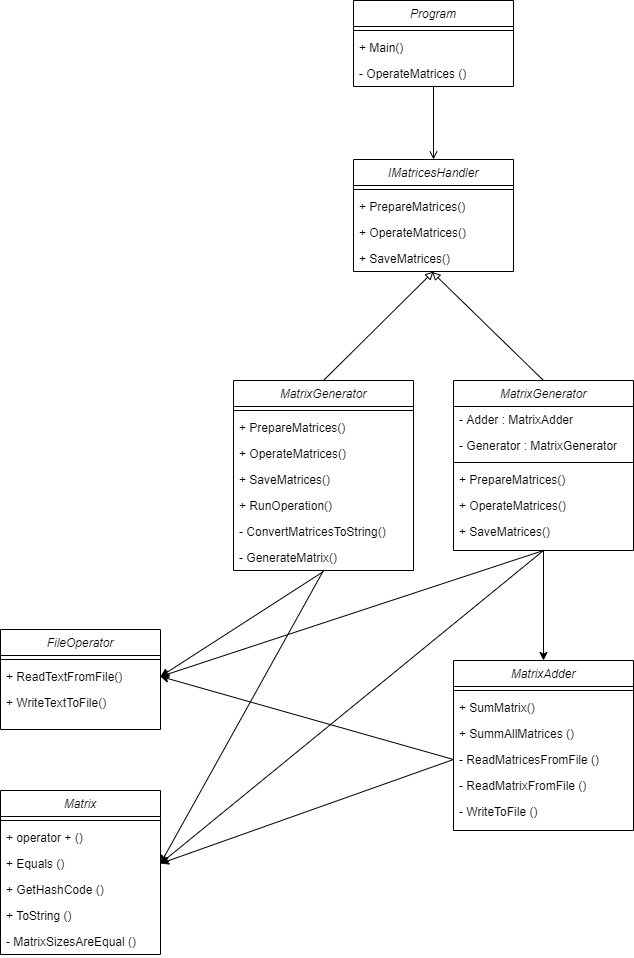 Program
+ Main()
- OperateMatrices ()
IMatricesHandler
+ PrepareMatrices()
+ OperateMatrices()
+ SaveMatrices()
MatrixGenerator
+ PrepareMatrices()
+ OperateMatrices()
+ SaveMatrices()
+ RunOperation()
- ConvertMatricesToString()
- GenerateMatrix()
MatrixGenerator
- Adder : MatrixAdder
- Generator : MatrixGenerator
+ PrepareMatrices()
+ OperateMatrices()
+ SaveMatrices()
FileOperator
+ ReadTextFromFile()
+ WriteTextToFile()
MatrixAdder
+ SumMatrix()
+ SummAllMatrices ()
- ReadMatricesFromFile ()
- ReadMatrixFromFile ()
- WriteToFile ()
Matrix
+ operator + ()
+ Equals ()
+ GetHashCode ()
+ ToString ()
- MatrixSizesAreEqual ()